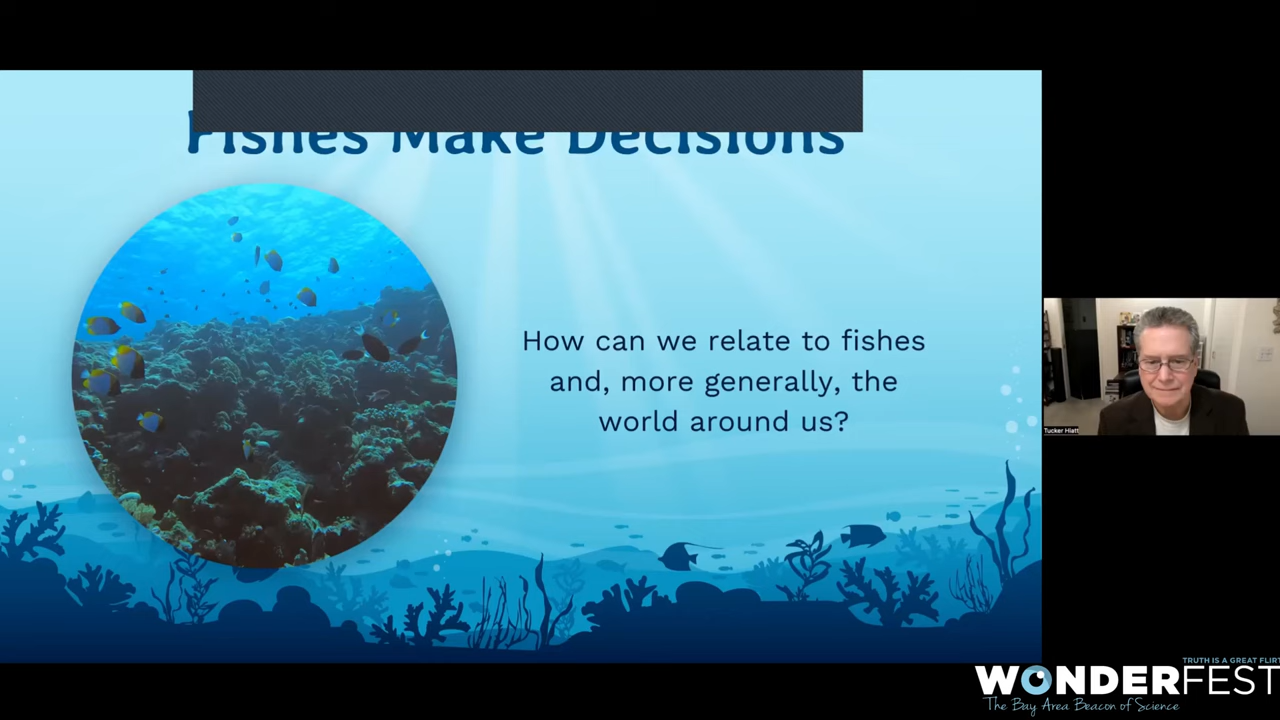 Fishes Make Decisions
How can we relate to fishes
and, more generally, the
world around us?
Tucker Hiatt
TRUTH IS A GREAT FLIRT
WONDERFEST
The Bay Area Beacon of Science